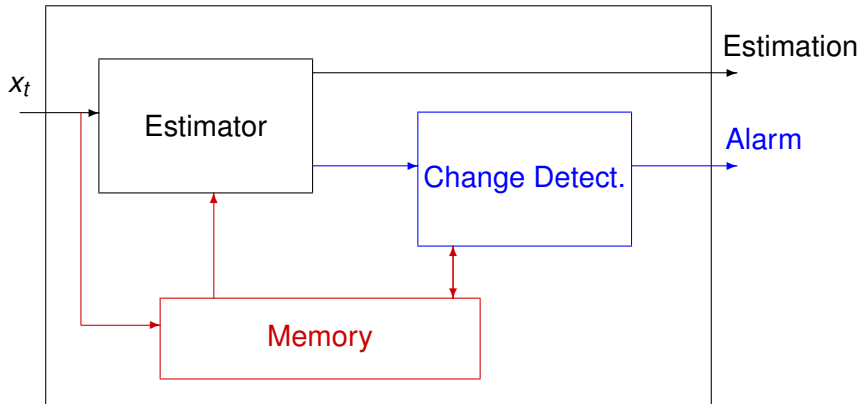 Estimation
x_t
Estimator
Alarm
Change Detect.
Memory